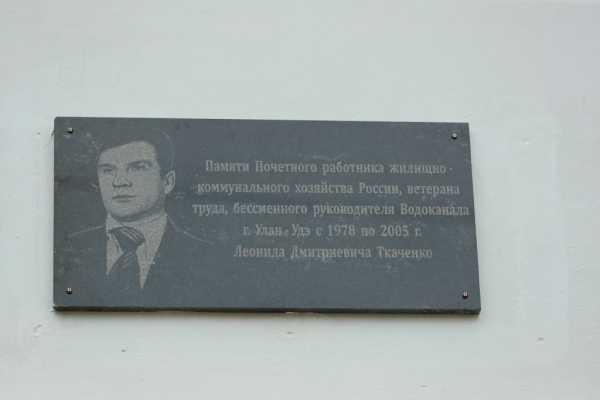 Памяти Почетного работника жилищно -
коммунального хозяйства России, ветерана
труда, бессменного руководителя Водоканала
г. Улан - Удэ с 1978 по 2005 г.
Леонида Дмитриевича Ткаченко